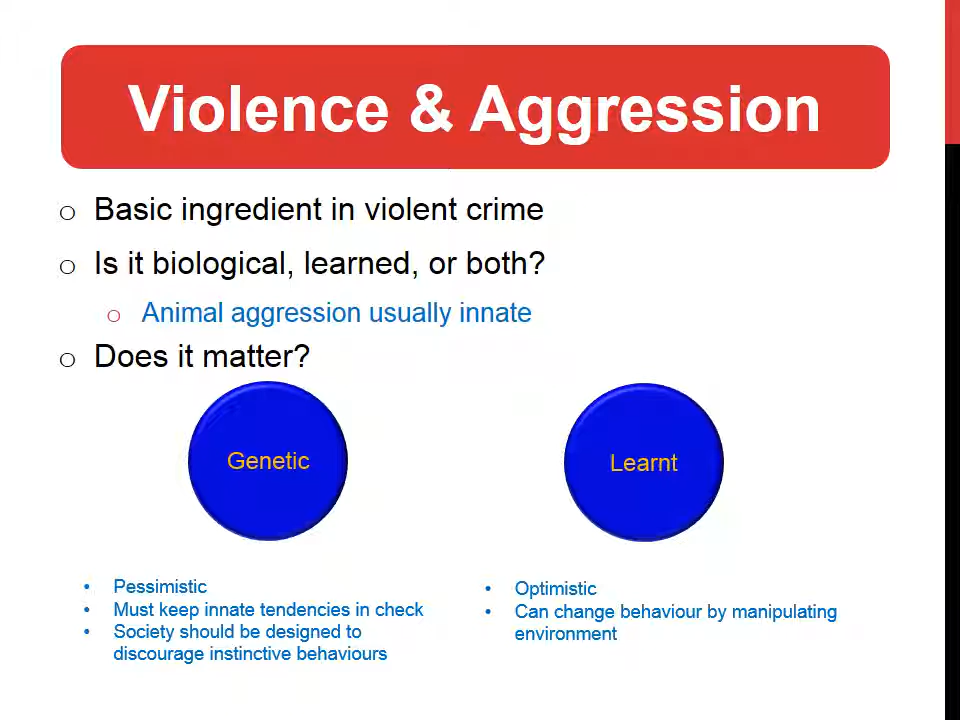 Violence & Aggression
o Basic ingredient in violent crime
o Is it biological, learned, or both?
o Animal aggression usually innate
o Does it matter?
Genetic
Learnt
• Pessimistic
• Must keep innate tendencies in check
• Society should be designed to
discourage instinctive behaviours
• Optimistic
• Can change behaviour by manipulating
environment